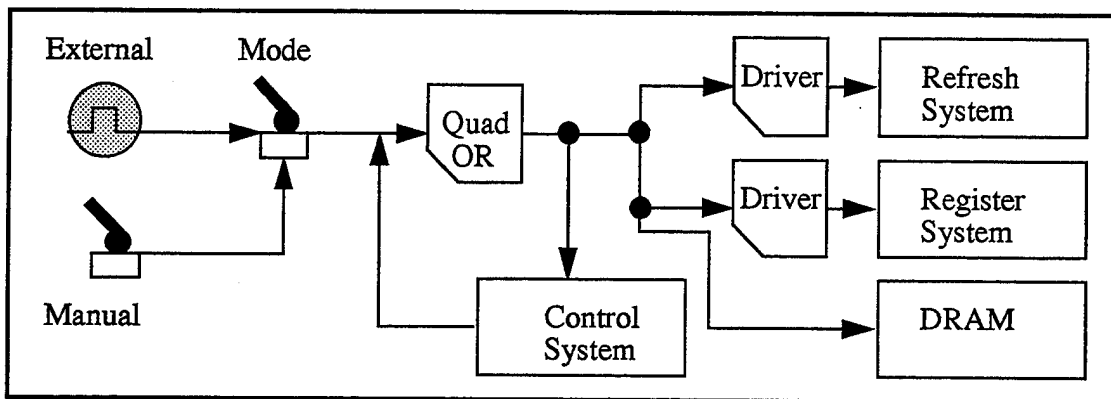 External
Mode
Manual
Quad
OR
Driver
Driver
Control
System
Refresh
System
Register
System
DRAM